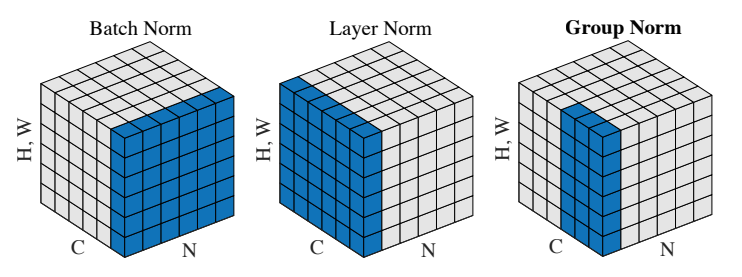 Batch Norm
Layer Norm
Group Norm
H, W
C
N
H, W
C
N
H, W
C
N